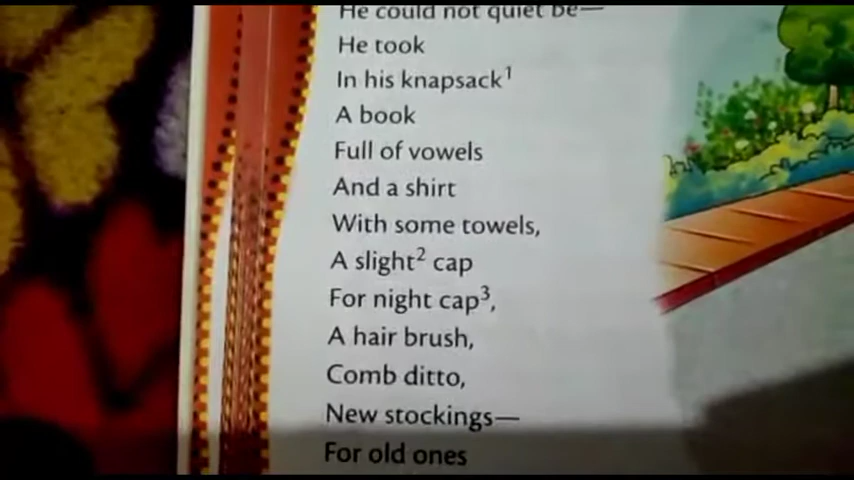 He could not quiet be—
He took
In his knapsack¹
A book
Full of vowels
And a shirt
With some towels,
A slight² cap
For night cap³,
A hair brush,
Comb ditto,
New stockings—
For old ones